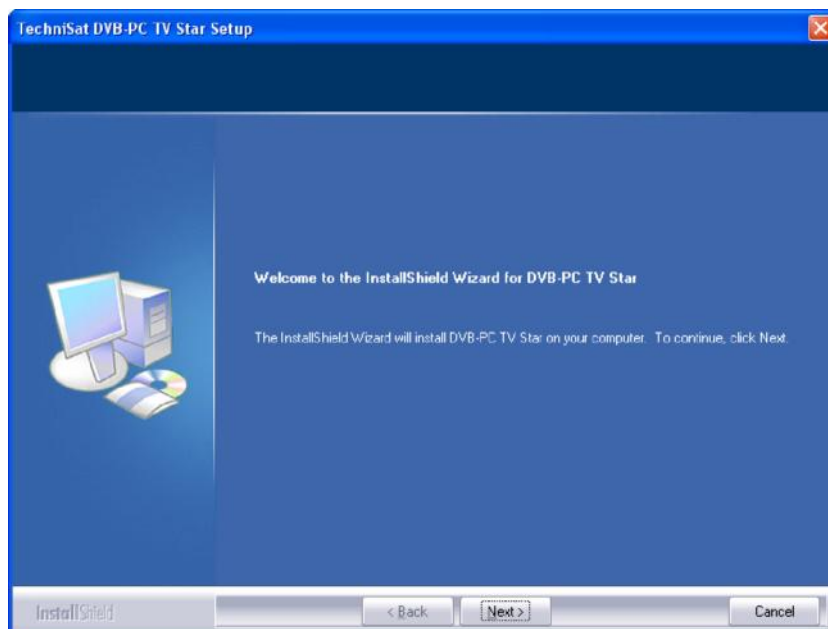 TechniSat DVB-PC TV Star Setup
Welcome to the InstallShield Wizard for DVB-PC TV Star
The InstallShield Wizard will install DVB-PC TV Star on your computer. To continue, click Next.
InstallShield
< Back
Next >
Cancel